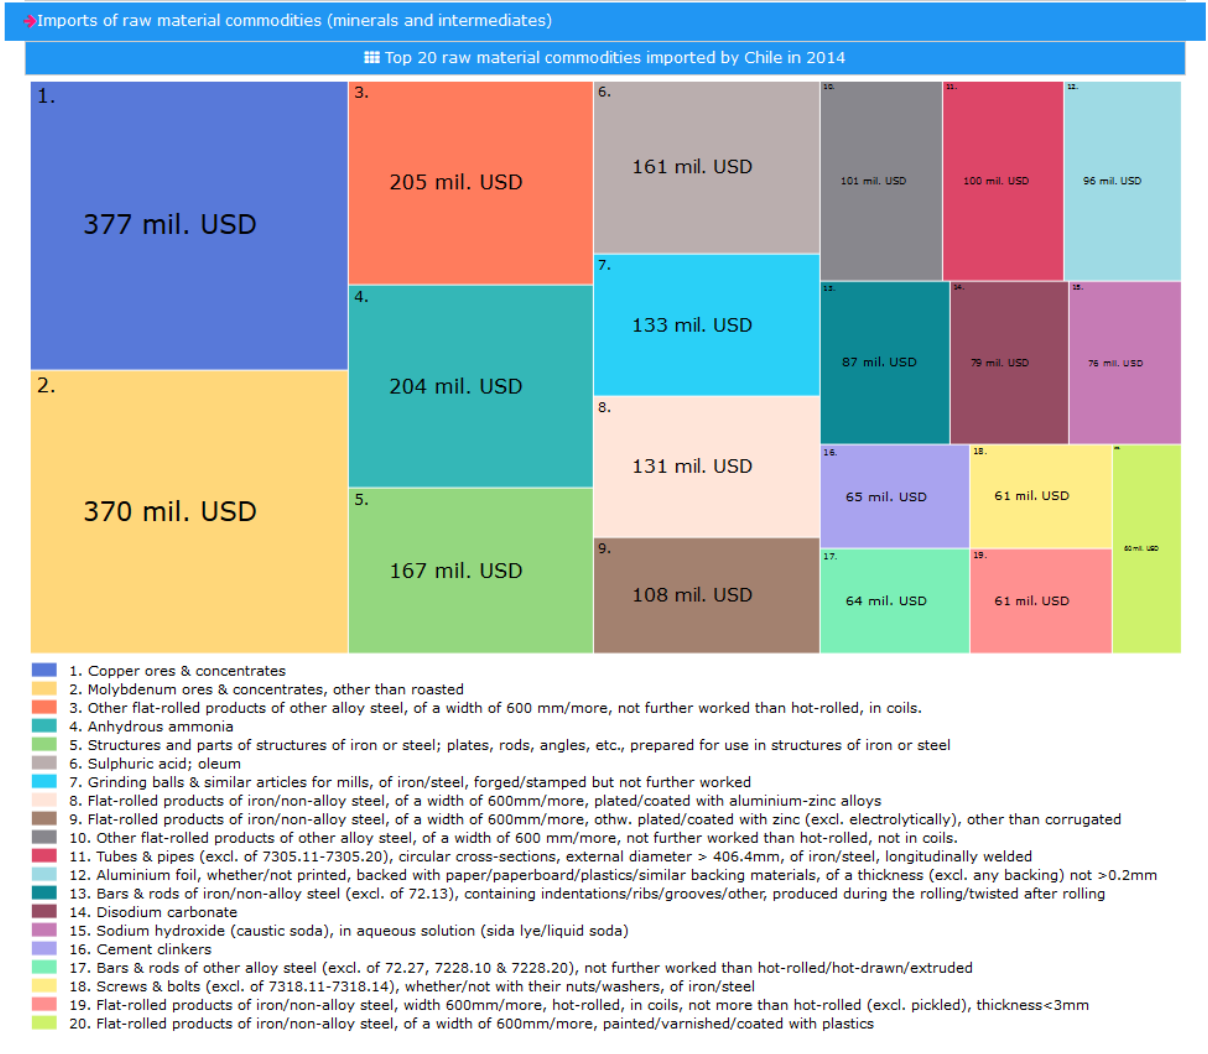 Imports of raw material commodities (minerals and intermediates)
Top 20 raw material commodities imported by Chile in 2014
1.
377 mil. USD
2.
370 mil. USD
3.
205 mil. USD
4.
204 mil. USD
5.
167 mil. USD
6.
161 mil. USD
7.
133 mil. USD
8.
131 mil. USD
9.
108 mil. USD
10.
101 mil. USD
11.
100 mil. USD
12.
96 mil. USD
13.
87 mil. USD
14.
79 mil. USD
15.
76 mil. USD
16.
65 mil. USD
17.
64 mil. USD
18.
61 mil. USD
19.
61 mil. USD
60 mil. USD
1. Copper ores & concentrates
2. Molybdenum ores & concentrates, other than roasted
3. Other flat-rolled products of other alloy steel, of a width of 600 mm/more, not further worked than hot-rolled, in coils.
4. Anhydrous ammonia
5. Structures and parts of structures of iron or steel; plates, rods, angles, etc., prepared for use in structures of iron or steel
6. Sulphuric acid; oleum
7. Grinding balls & similar articles for mills, of iron/steel, forged/stamped but not further worked
8. Flat-rolled products of iron/non-alloy steel, of a width of 600mm/more, plated/coated with aluminium-zinc alloys
9. Flat-rolled products of iron/non-alloy steel, of a width of 600mm/more, othw. plated/coated with zinc (excl. electrolytically), other than corrugated
10. Other flat-rolled products of other alloy steel, of a width of 600 mm/more, not further worked than hot-rolled, not in coils.
11. Tubes & pipes (excl. of 7305.11-7305.20), circular cross-sections, external diameter > 406.4mm, of iron/steel, longitudinally welded
12. Aluminium foil, whether/not printed, backed with paper/paperboard/plastics/similar backing materials, of a thickness (excl. any backing) not >0.2mm
13. Bars & rods of iron/non-alloy steel (excl. of 72.13), containing indentations/ribs/grooves/other, produced during the rolling/twisted after rolling
14. Disodium carbonate
15. Sodium hydroxide (caustic soda), in aqueous solution (sida lye/liquid soda)
16. Cement clinkers
17. Bars & rods of other alloy steel (excl. of 72.27, 7228.10 & 7228.20), not further worked than hot-rolled/hot-drawn/extruded
18. Screws & bolts (excl. of 7318.11-7318.14), whether/not with their nuts/washers, of iron/steel
19. Flat-rolled products of iron/non-alloy steel, width 600mm/more, hot-rolled, in coils, not more than hot-rolled (excl. pickled), thickness<3mm
20. Flat-rolled products of iron/non-alloy steel, of a width of 600mm/more, painted/varnished/coated with plastics